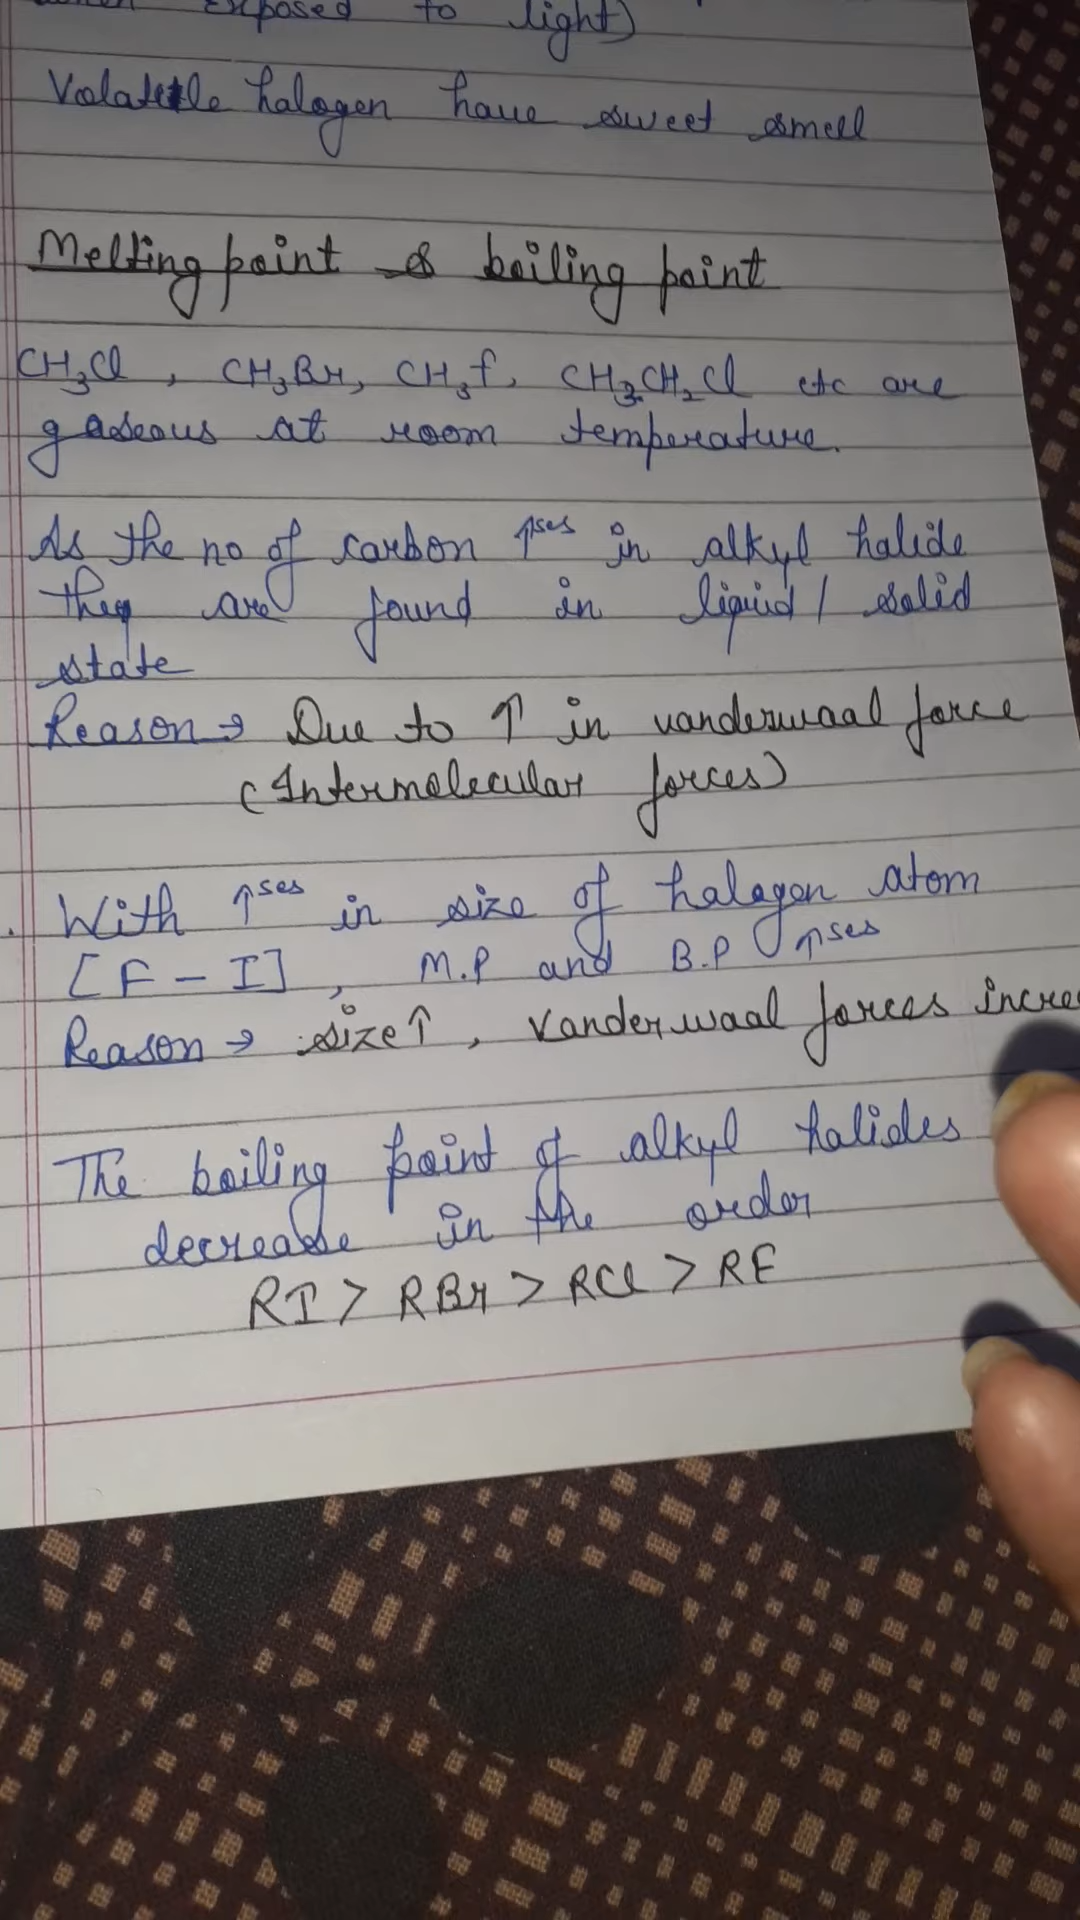 exposed to light)
Volatile halogen have sweet smell
Melting point & boiling point
CH3Cl, CH3Br, CH3f, CH3CH2Cl etc are
gaseous at room temperature.
As the no of carbon ↑ses in alkyl halide
they are found in liquid / solid
state
Reason → Due to ↑ in vanderwaal force
(Intermolecular forces)
With ↑ses in size of halogen atom
[F - I], M.P and B.P ↑ses
Reason → size↑, Vanderwaal forces increa
The boiling point of alkyl halides
decrease in the order
RI > RBr > RCl > RF